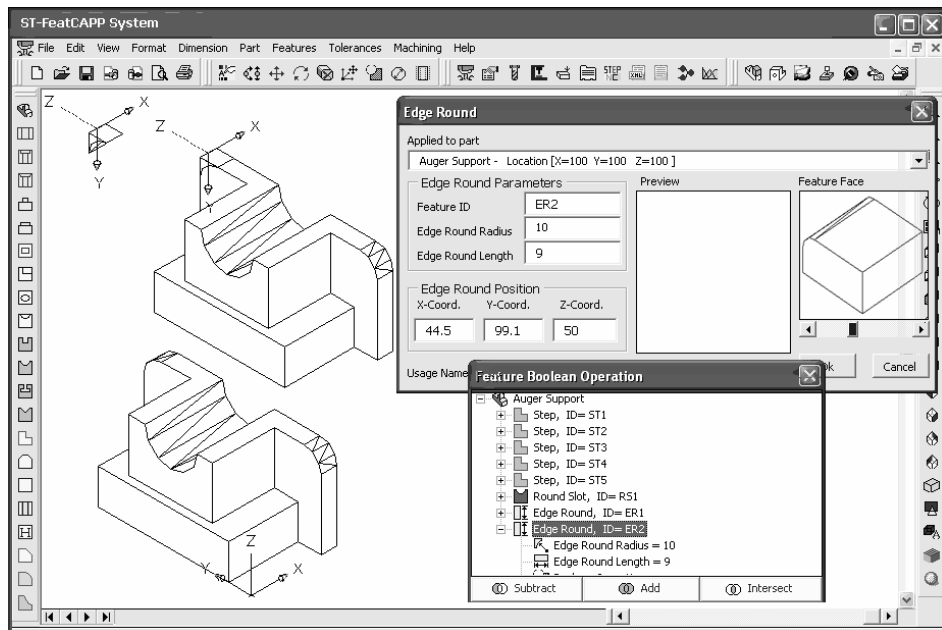 ST-FeatCAPP System
File Edit View Format Dimension Part Features Tolerances Machining Help
STEP NC XML
Z X Y
Z X Y
Edge Round
Applied to part
Auger Support - Location [X=100 Y=100 Z=100 ]
Edge Round Parameters
Preview
Feature Face
Feature ID ER2
Edge Round Radius 10
Edge Round Length 9
Edge Round Position
X-Coord. Y-Coord. Z-Coord.
44.5 99.1 50
Usage Name
Cancel
Feature Boolean Operation
Auger Support
Step, ID= ST1
Step, ID= ST2
Step, ID= ST3
Step, ID= ST4
Step, ID= ST5
Round Slot, ID= RS1
Edge Round, ID= ER1
Edge Round, ID= ER2
Edge Round Radius = 10
Edge Round Length = 9
Subtract Add Intersect
Z Y X